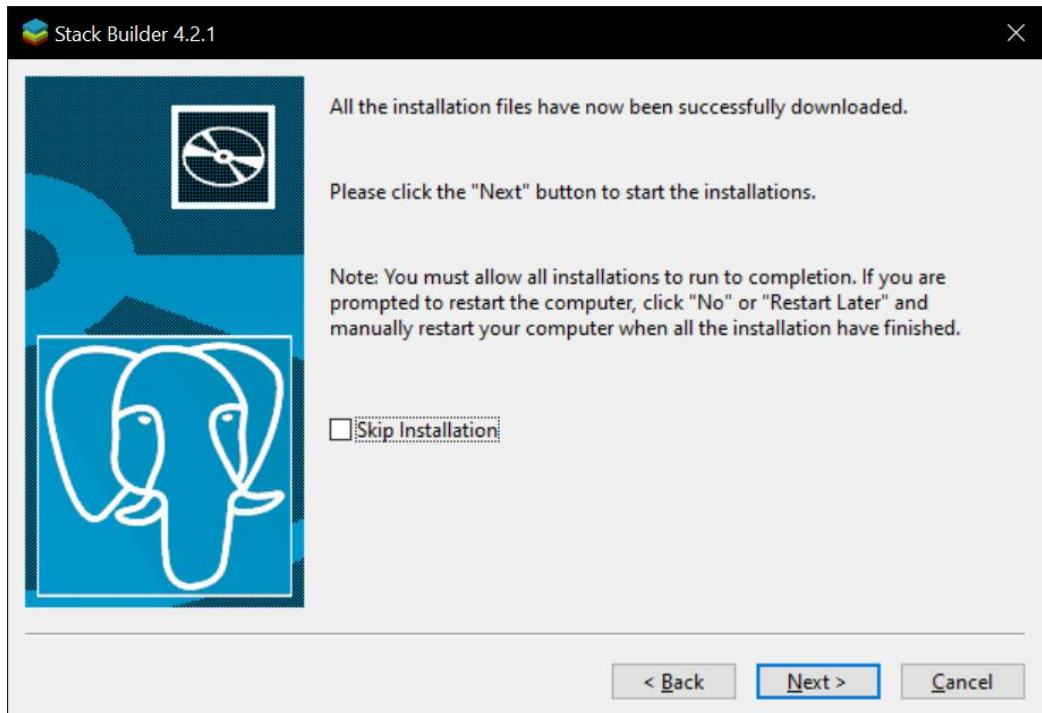 Stack Builder 4.2.1
All the installation files have now been successfully downloaded.
Please click the "Next" button to start the installations.
Note: You must allow all installations to run to completion. If you are
prompted to restart the computer, click "No" or "Restart Later" and
manually restart your computer when all the installation have finished.
Skip Installation
< Back
Next >
Cancel